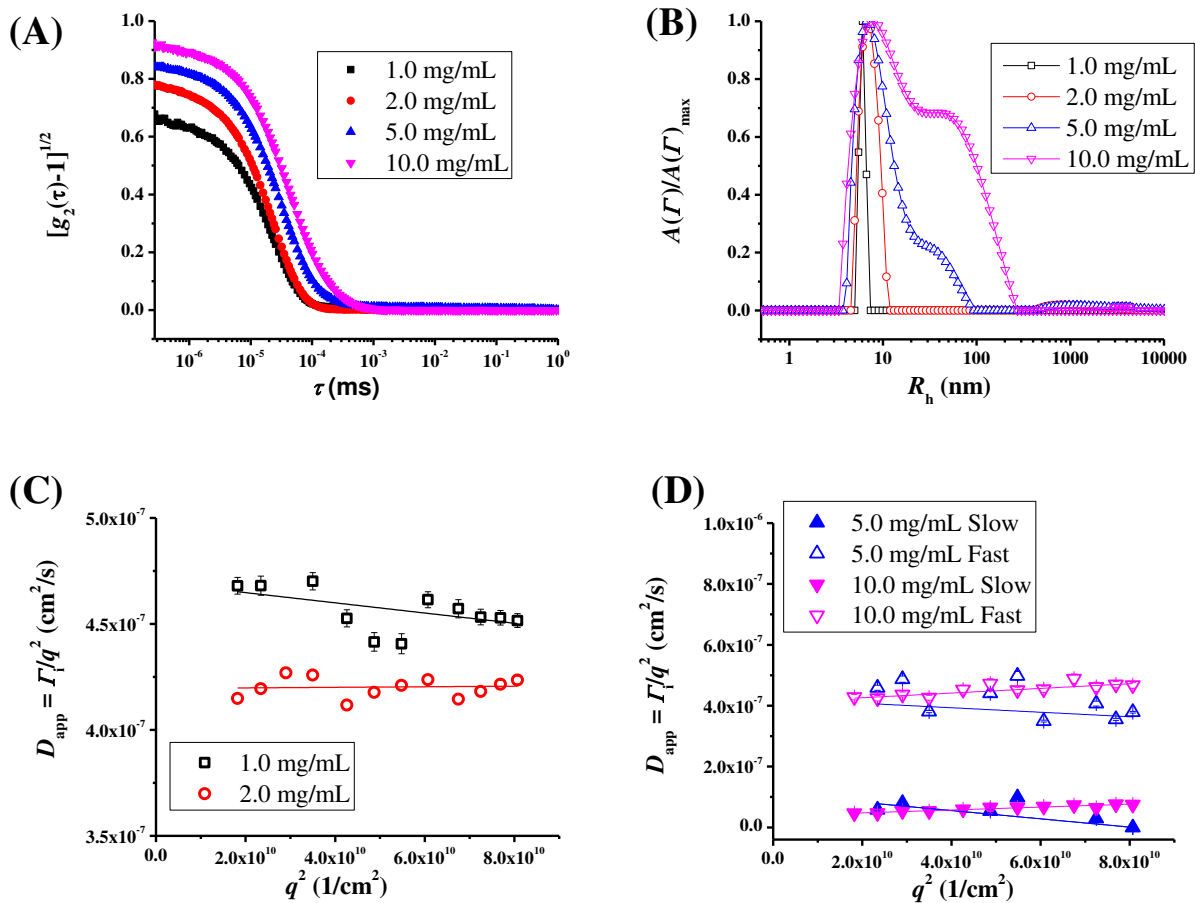 (A)
[g₂(τ)-1]¹/²
1.0
0.8
0.6
0.4
0.2
0.0
1.0 mg/mL
2.0 mg/mL
5.0 mg/mL
10.0 mg/mL
10⁻⁶ 10⁻⁵ 10⁻⁴ 10⁻³ 10⁻² 10⁻¹ 10⁰
τ (ms)
(B)
A(Γ)/A(Γ)max
1.0
0.8
0.6
0.4
0.2
0.0
1.0 mg/mL
2.0 mg/mL
5.0 mg/mL
10.0 mg/mL
1 10 100 1000 10000
Rh (nm)
(C)
Dapp = Γi/q² (cm²/s)
5.0x10⁻⁷
4.5x10⁻⁷
4.0x10⁻⁷
3.5x10⁻⁷
1.0 mg/mL
2.0 mg/mL
0.0 2.0x10¹⁰ 4.0x10¹⁰ 6.0x10¹⁰ 8.0x10¹⁰
q² (1/cm²)
(D)
Dapp = Γi/q² (cm²/s)
5.0 mg/mL Slow
5.0 mg/mL Fast
10.0 mg/mL Slow
10.0 mg/mL Fast
1.0x10⁻⁶
8.0x10⁻⁷
6.0x10⁻⁷
4.0x10⁻⁷
2.0x10⁻⁷
0.0
0.0 2.0x10¹⁰ 4.0x10¹⁰ 6.0x10¹⁰ 8.0x10¹⁰
q² (1/cm²)